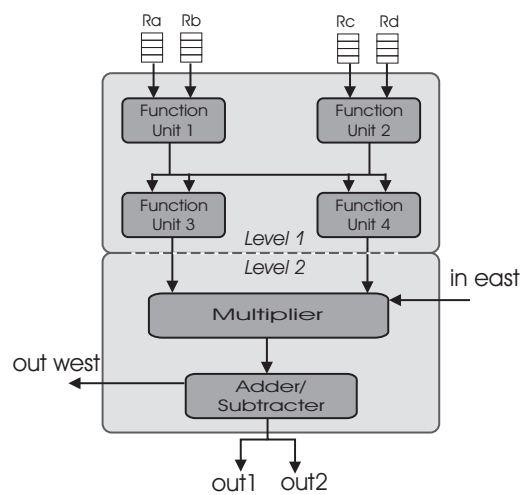 Ra Rb Rc Rd
Function
Unit 1
Function
Unit 2
Function
Unit 3
Function
Unit 4
Level 1
Level 2
in east
Multiplier
out west
Adder/
Subtracter
out1 out2